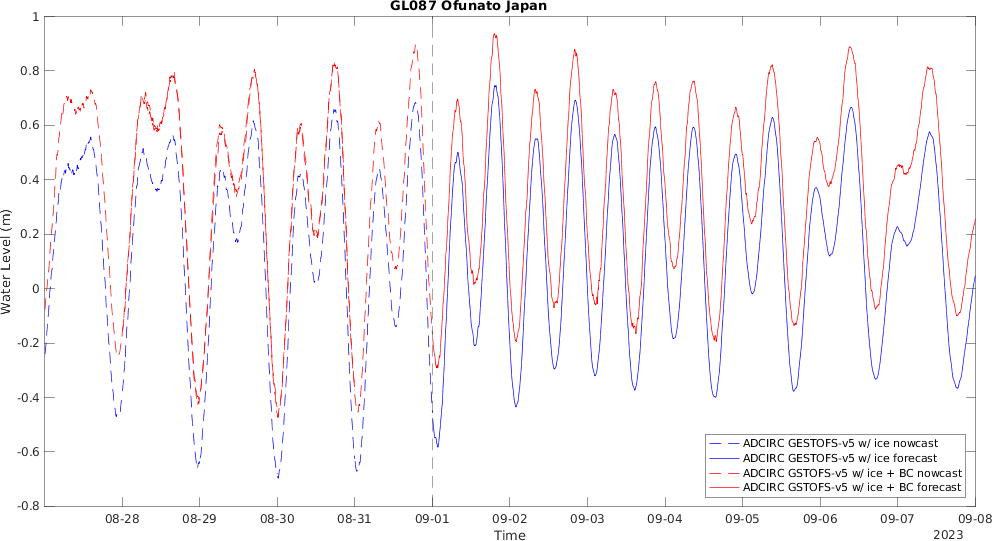 GL087 Ofunato Japan
1
0.8
0.6
0.4
0.2
0
-0.2
-0.4
-0.6
-0.8
Water Level (m)
ADCIRC GESTOFS-v5 w/ ice nowcast
ADCIRC GESTOFS-v5 w/ ice forecast
ADCIRC GSTOFS-v5 w/ ice + BC nowcast
ADCIRC GSTOFS-v5 w/ ice + BC forecast
08-28 08-29 08-30 08-31 09-01 09-02 09-03 09-04 09-05 09-06 09-07 09-08
Time
2023